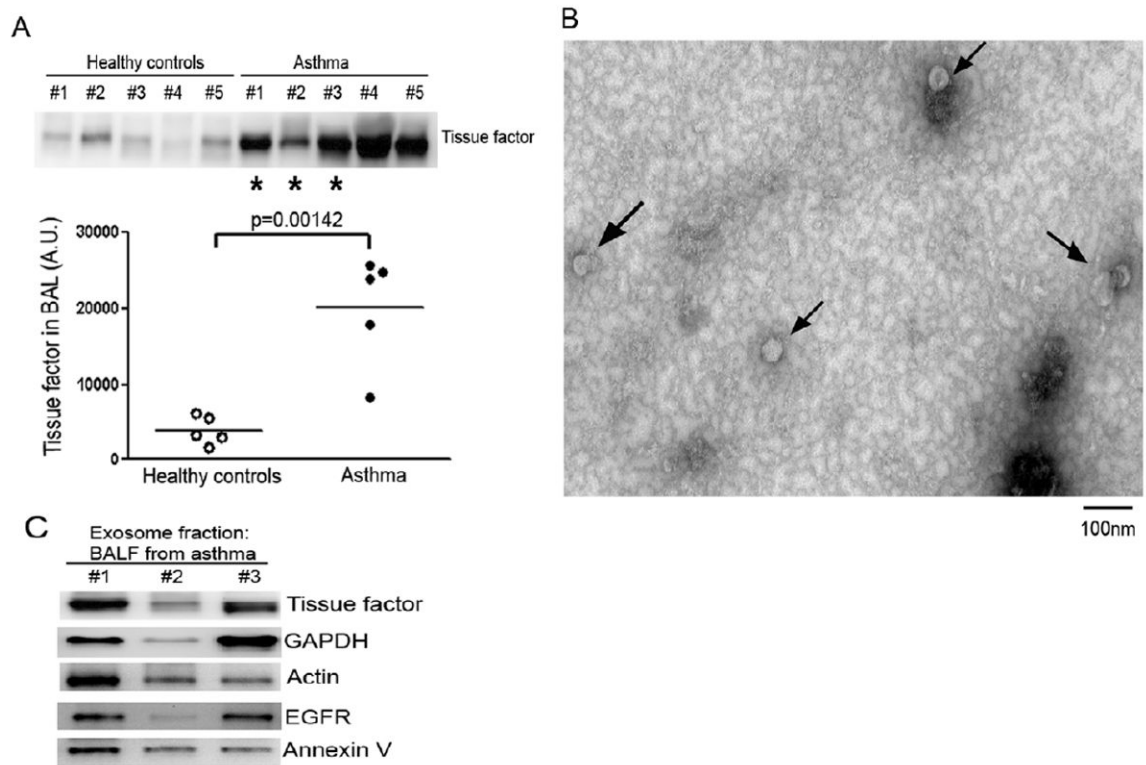 A
Healthy controls Asthma
#1 #2 #3 #4 #5 #1 #2 #3 #4 #5
Tissue factor
* * *
p=0.00142
Tissue factor in BAL (A.U.)
30000
20000
10000
0
Healthy controls Asthma
B
100nm
C
Exosome fraction:
BALF from asthma
#1 #2 #3
Tissue factor
GAPDH
Actin
EGFR
Annexin V